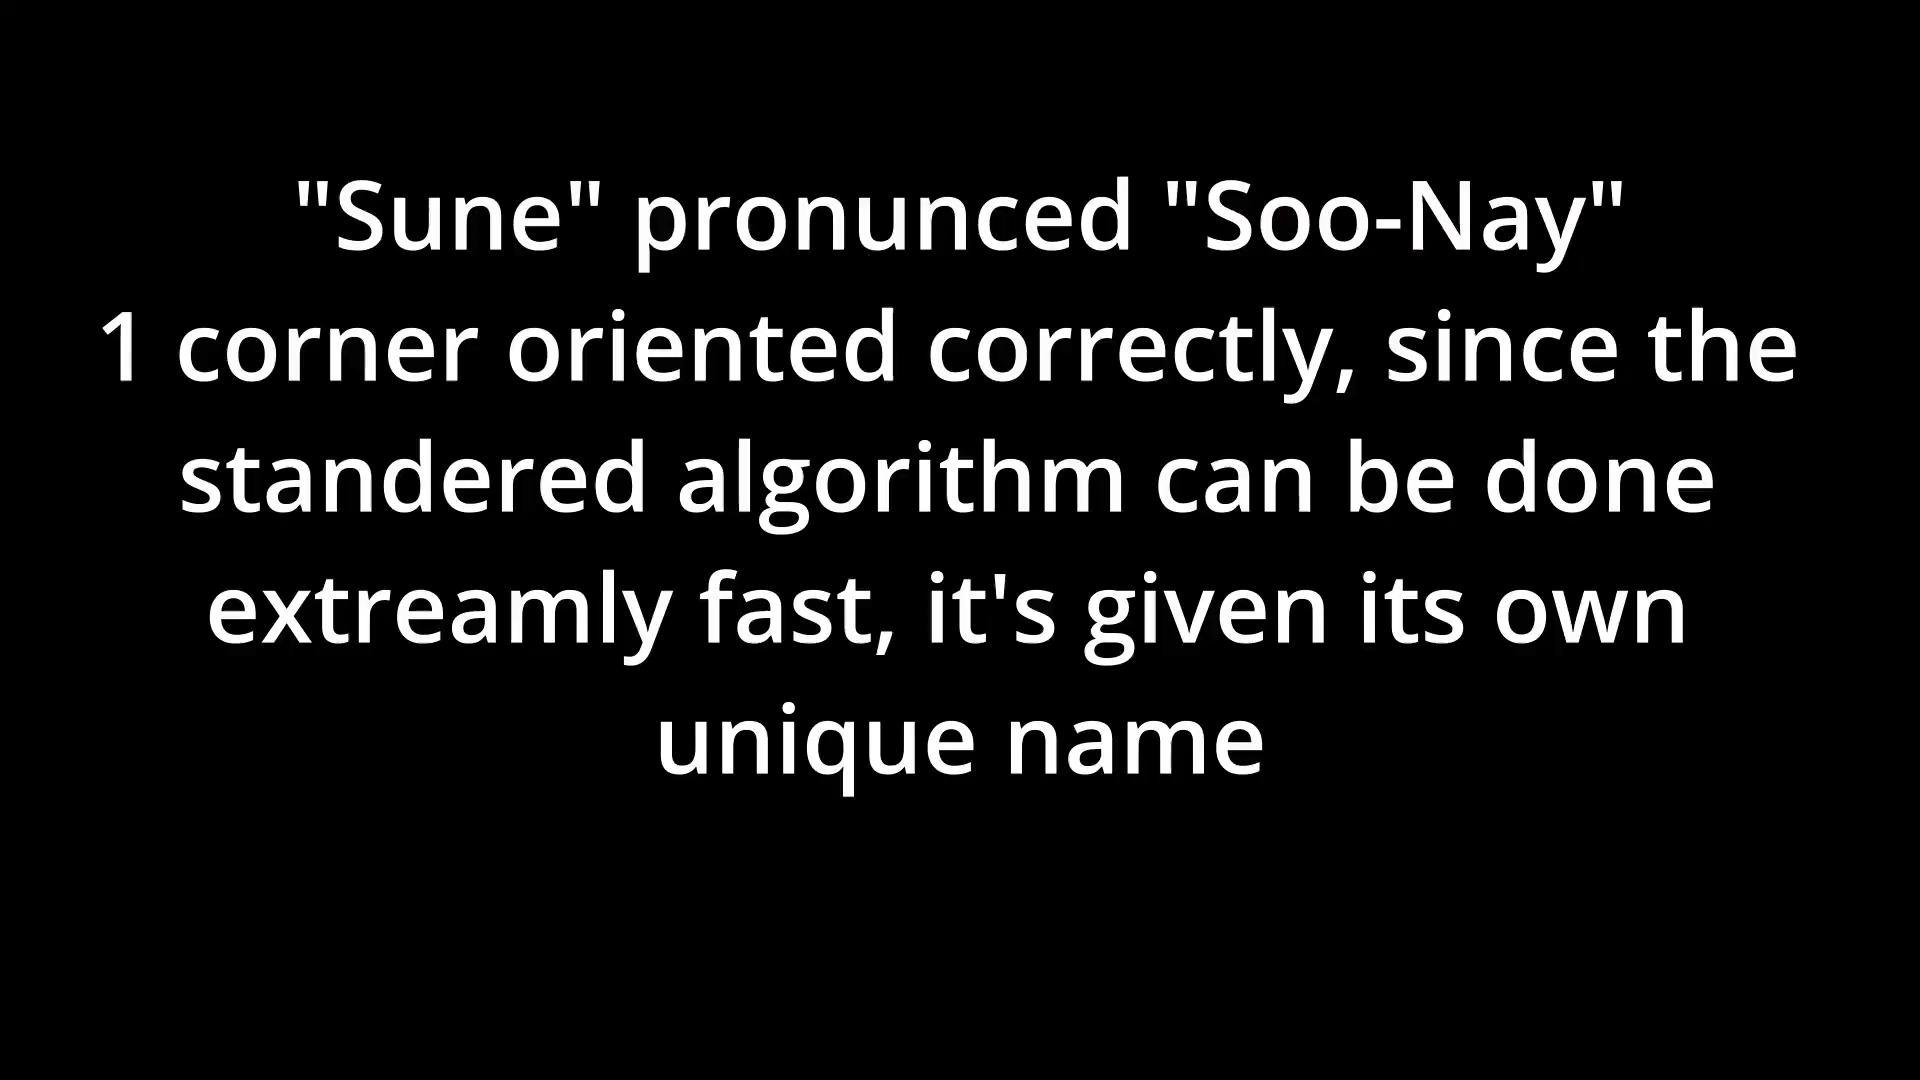 "Sune" pronunced "Soo-Nay"
1 corner oriented correctly, since the
standered algorithm can be done
extreamly fast, it's given its own
unique name